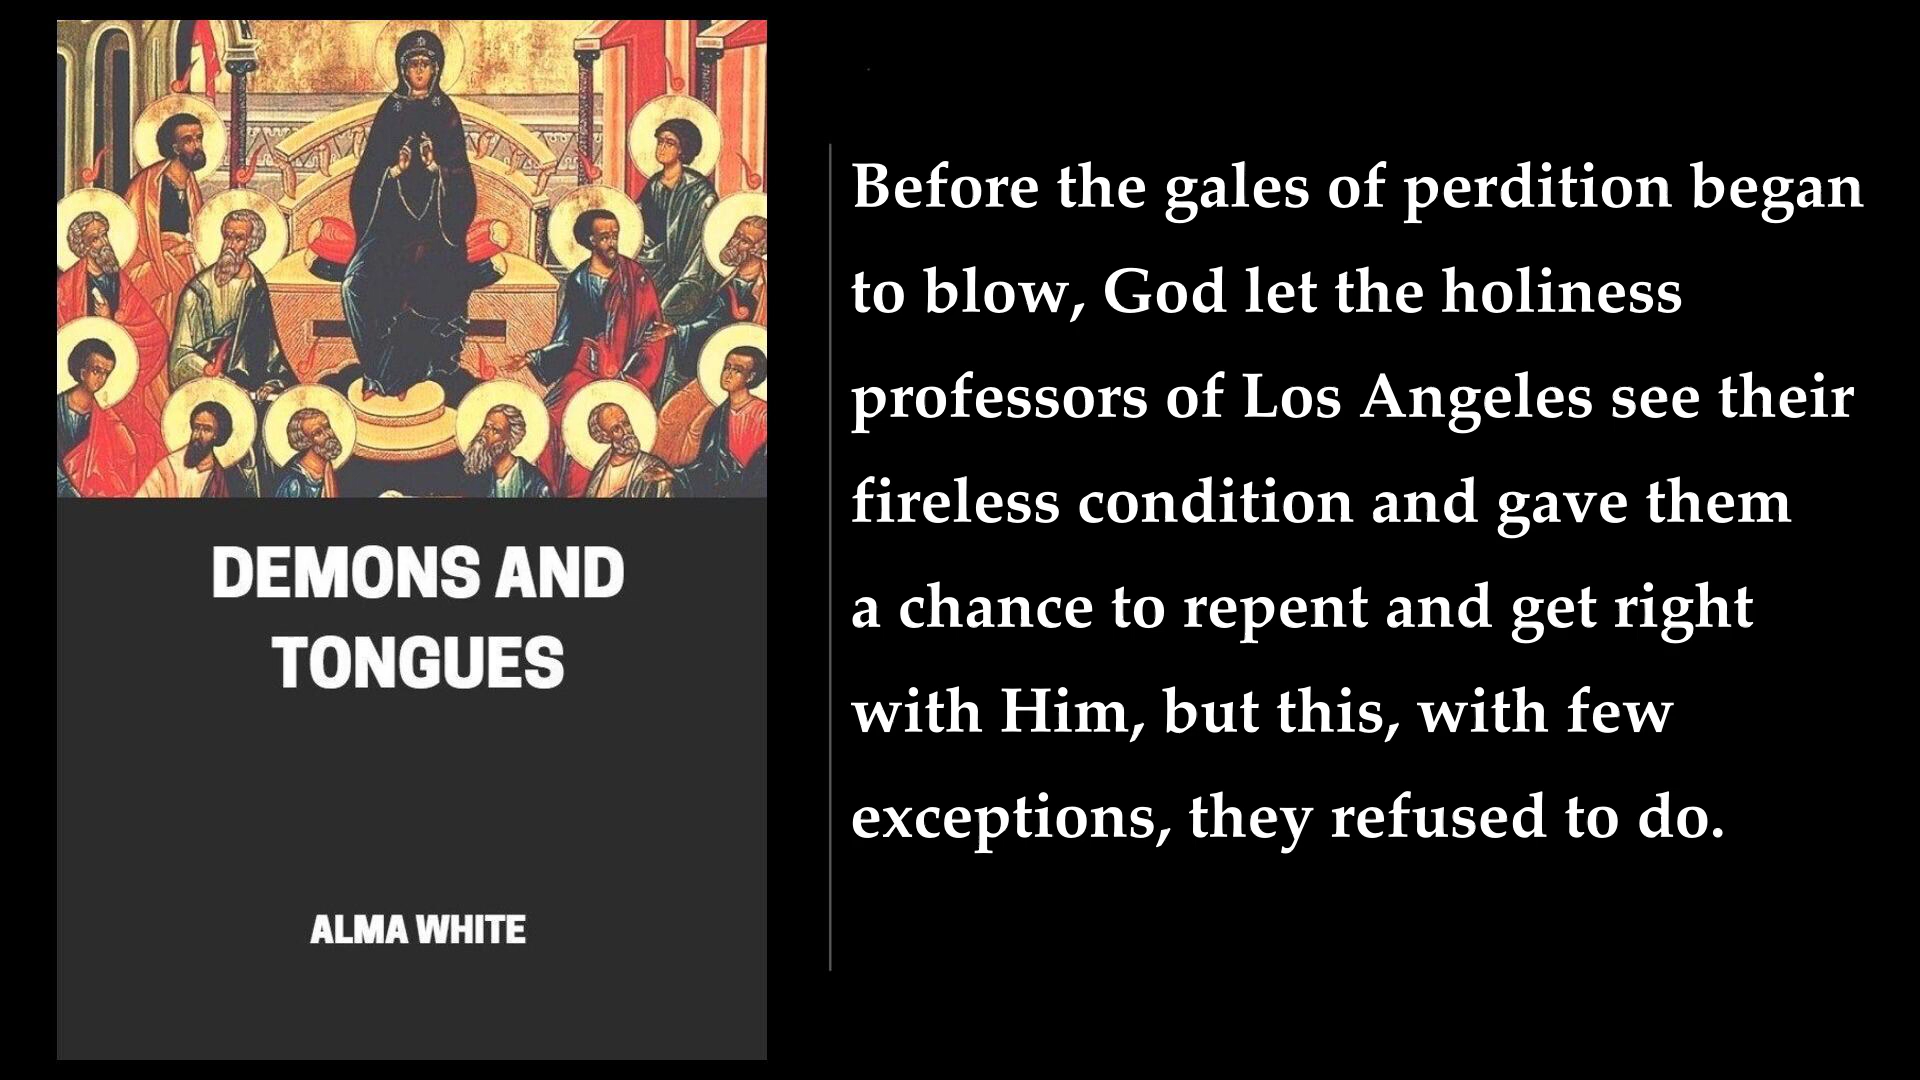 DEMONS AND
TONGUES
ALMA WHITE
Before the gales of perdition began
to blow, God let the holiness
professors of Los Angeles see their
fireless condition and gave them
a chance to repent and get right
with Him, but this, with few
exceptions, they refused to do.